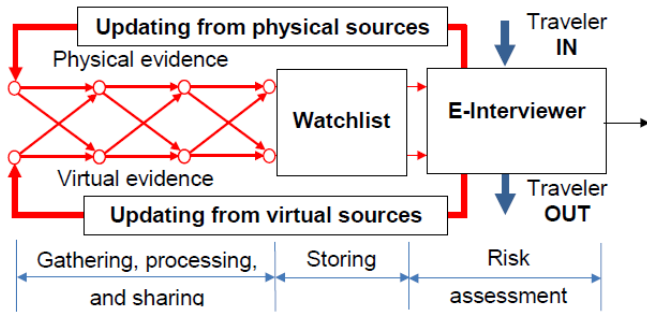 Updating from physical sources
Traveler
IN
Physical evidence
Watchlist
E-Interviewer
Virtual evidence
Traveler
OUT
Updating from virtual sources
Gathering, processing,
and sharing
Storing
Risk
assessment